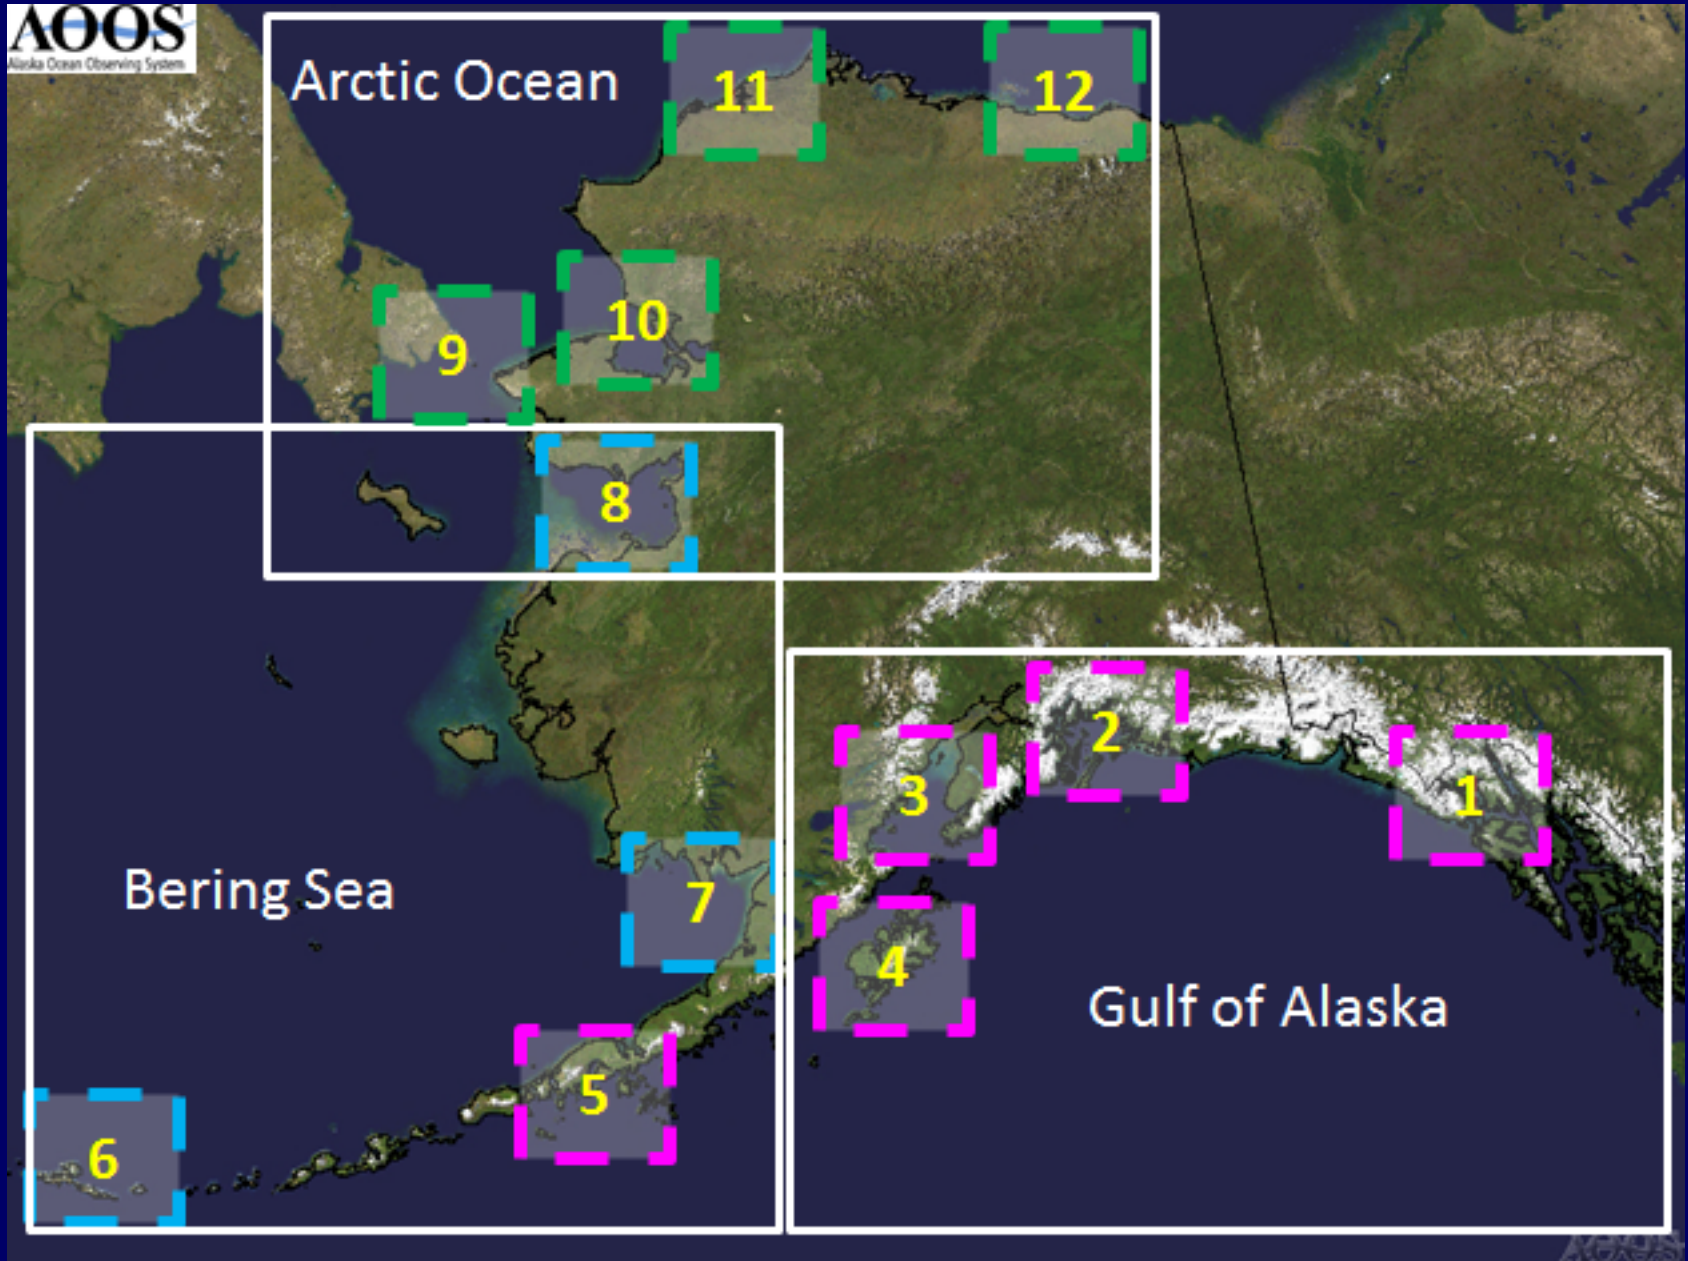 AOOS
Alaska Ocean Observing System
Arctic Ocean
11
12
10
9
8
2
3
1
7
Bering Sea
4
Gulf of Alaska
5
6